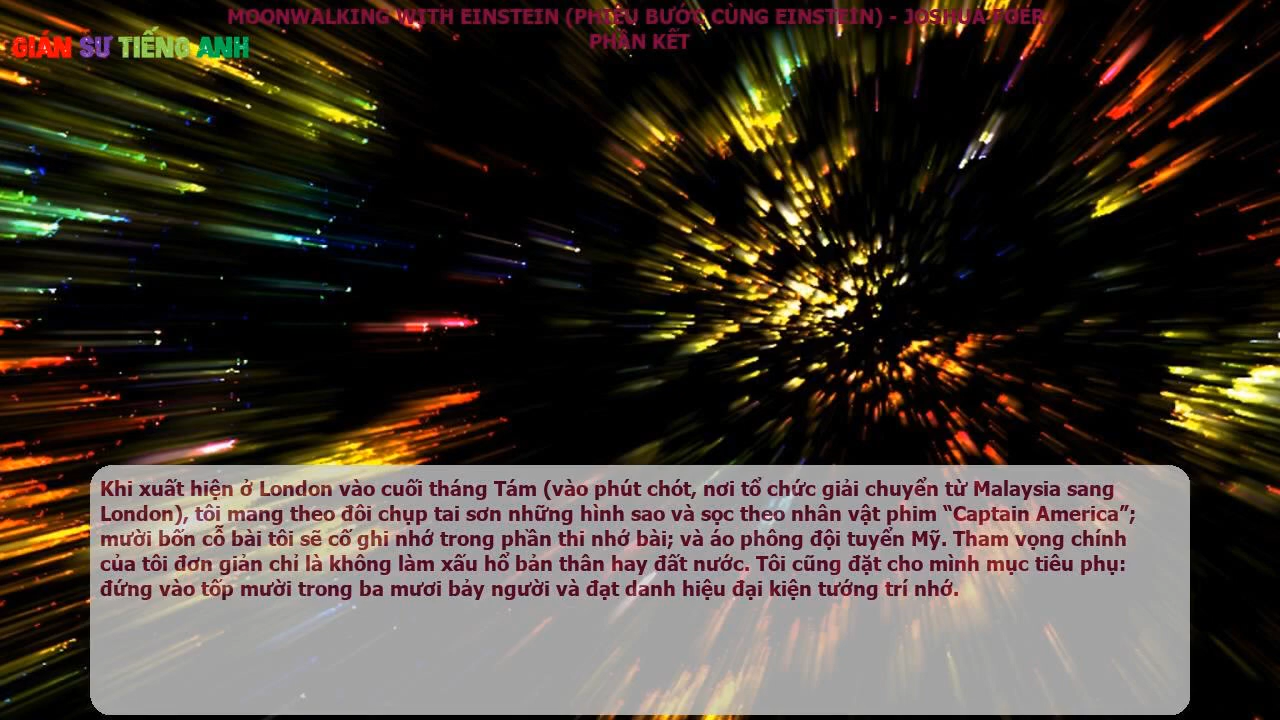 MOONWALKING WITH EINSTEIN (PHIÊU BƯỚC CÙNG EINSTEIN) - JOSHUA FOER
PHẦN KẾT
GIÁN SƯ TIẾNG ANH
Khi xuất hiện ở London vào cuối tháng Tám (vào phút chót, nơi tổ chức giải chuyển từ Malaysia sang
London), tôi mang theo đôi chụp tai sơn những hình sao và sọc theo nhân vật phim “Captain America”;
mười bốn cỗ bài tôi sẽ cố ghi nhớ trong phần thi nhớ bài; và áo phông đội tuyển Mỹ. Tham vọng chính
của tôi đơn giản chỉ là không làm xấu hổ bản thân hay đất nước. Tôi cũng đặt cho mình mục tiêu phụ:
đứng vào tốp mười trong ba mươi bảy người và đạt danh hiệu đại kiện tướng trí nhớ.